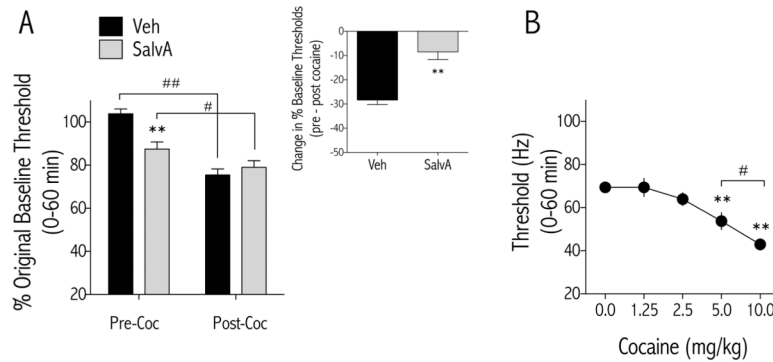 A
Veh
SalvA
##
#
**
% Original Baseline Threshold
(0-60 min)
100
80
60
40
20
Pre-Coc
Post-Coc
Change in % Baseline Thresholds
(pre - post cocaine)
0
-10
-20
-30
-40
-50
**
Veh
SalvA
B
Threshold (Hz)
(0-60 min)
100
80
60
40
20
#
**
**
0.0
1.25
2.5
5.0
10.0
Cocaine (mg/kg)